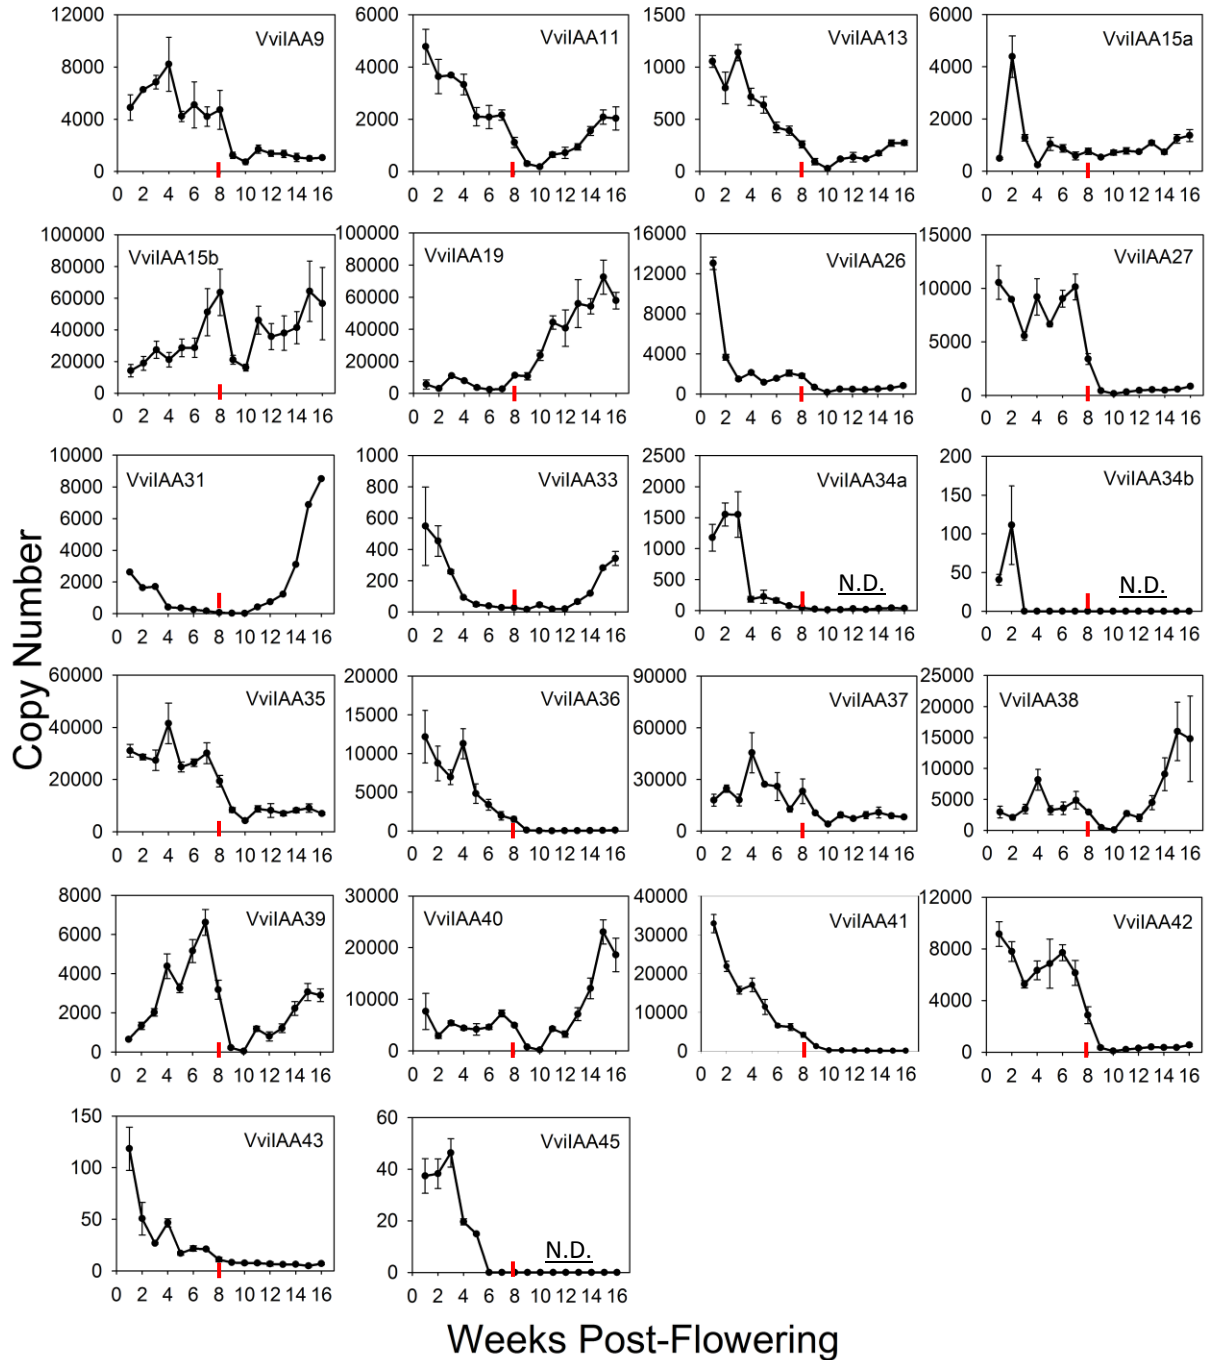 12000
8000
4000
0
VviIAA9
0 2 4 6 8 10 12 14 16
6000
4000
2000
0
VviIAA11
0 2 4 6 8 10 12 14 16
1500
1000
500
0
VviIAA13
0 2 4 6 8 10 12 14 16
6000
4000
2000
0
VviIAA15a
0 2 4 6 8 10 12 14 16
100000
80000
60000
40000
20000
0
VviIAA15b
0 2 4 6 8 10 12 14 16
100000
80000
60000
40000
20000
0
VviIAA19
0 2 4 6 8 10 12 14 16
16000
12000
8000
4000
0
VviIAA26
0 2 4 6 8 10 12 14 16
15000
10000
5000
0
VviIAA27
0 2 4 6 8 10 12 14 16
10000
8000
6000
4000
2000
0
VviIAA31
0 2 4 6 8 10 12 14 16
1000
800
600
400
200
0
VviIAA33
0 2 4 6 8 10 12 14 16
2500
2000
1500
1000
500
0
VviIAA34a
N.D.
0 2 4 6 8 10 12 14 16
200
150
100
50
0
VviIAA34b
N.D.
0 2 4 6 8 10 12 14 16
Copy Number
60000
40000
20000
0
VviIAA35
0 2 4 6 8 10 12 14 16
20000
15000
10000
5000
0
VviIAA36
0 2 4 6 8 10 12 14 16
90000
60000
30000
0
VviIAA37
0 2 4 6 8 10 12 14 16
25000
20000
15000
10000
5000
0
VviIAA38
0 2 4 6 8 10 12 14 16
8000
6000
4000
2000
0
VviIAA39
0 2 4 6 8 10 12 14 16
30000
20000
10000
0
VviIAA40
0 2 4 6 8 10 12 14 16
40000
30000
20000
10000
0
VviIAA41
0 2 4 6 8 10 12 14 16
12000
8000
4000
0
VviIAA42
0 2 4 6 8 10 12 14 16
150
100
50
0
VviIAA43
0 2 4 6 8 10 12 14 16
60
40
20
0
VviIAA45
N.D.
0 2 4 6 8 10 12 14 16
Weeks Post-Flowering